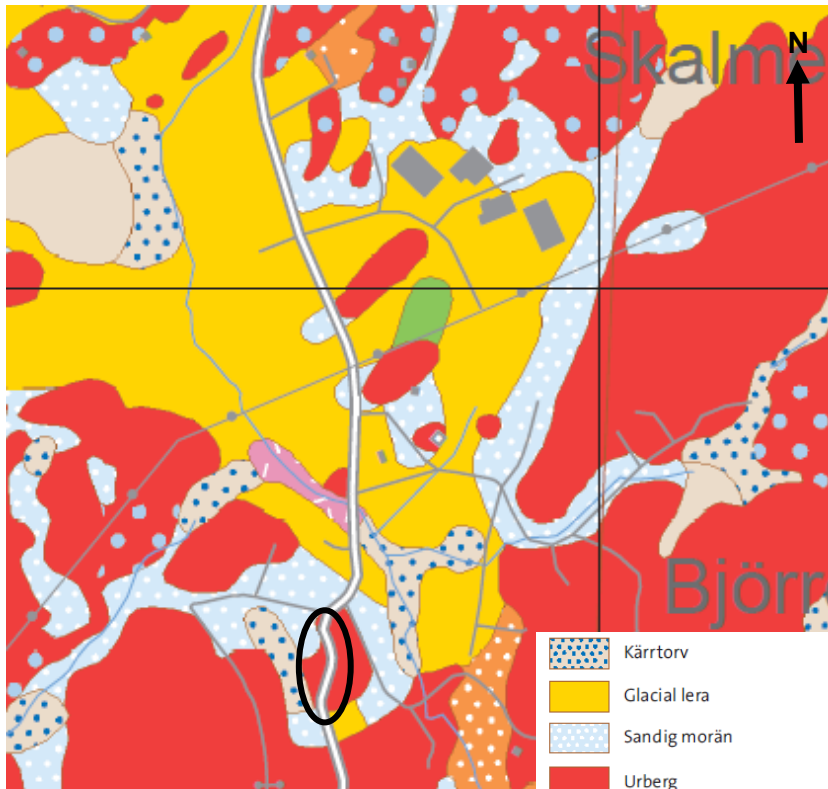 Skalme
N
Björr
Kärrtorv
Glacial lera
Sandig morän
Urberg